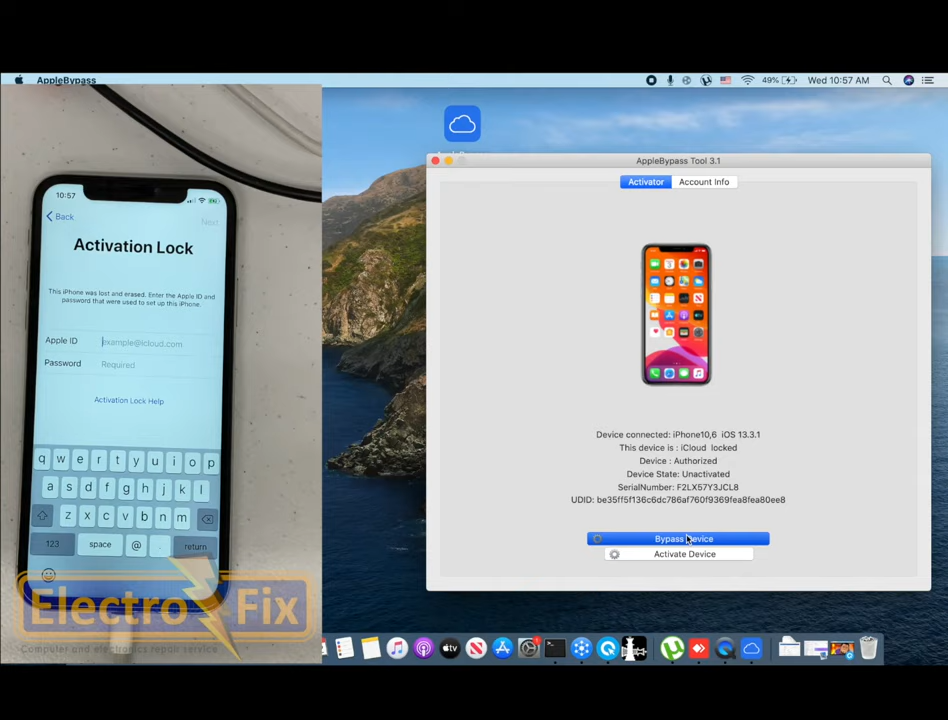 AppleBypass
49%
Wed 10:57 AM
10:57
Back
Next
Activation Lock
This iPhone was lost and erased. Enter the Apple ID and
password that were used to set up this iPhone.
Apple ID example@icloud.com
Password Required
Activation Lock Help
q w e r t y u i o p
a s d f g h j k l
z x c v b n m
123 space @ . return
Electro Fix
Computer and electronics repair service
AppleBypass Tool 3.1
Activator Account Info
Device connected: iPhone10,6 iOS 13.3.1
This device is : iCloud locked
Device : Authorized
Device State: Unactivated
SerialNumber: F2LX57Y3JCL8
UDID: be35ff5f136c6dc786af760f9369fea8fea80ee8
Bypass Device
Activate Device
tv